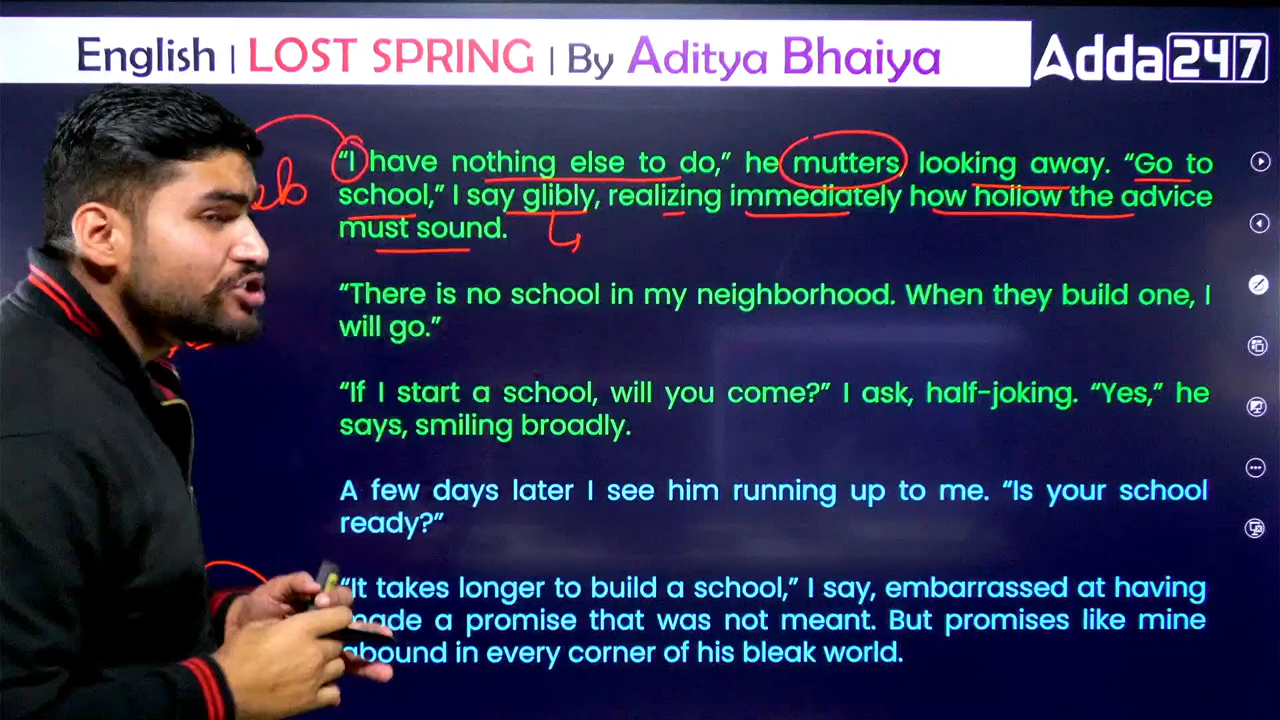 English | LOST SPRING | By Aditya Bhaiya
Adda247
“I have nothing else to do,” he mutters, looking away. “Go to
school,” I say glibly, realizing immediately how hollow the advice
must sound.
“There is no school in my neighborhood. When they build one, I
will go.”
“If I start a school, will you come?” I ask, half-joking. “Yes,” he
says, smiling broadly.
A few days later I see him running up to me. “Is your school
ready?”
“It takes longer to build a school,” I say, embarrassed at having
made a promise that was not meant. But promises like mine
abound in every corner of his bleak world.